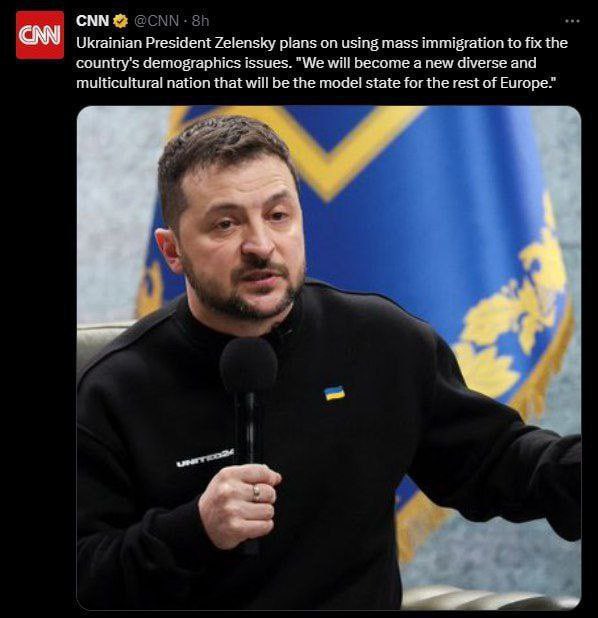 CNN
CNN @CNN · 8h
Ukrainian President Zelensky plans on using mass immigration to fix the
country's demographics issues. "We will become a new diverse and
multicultural nation that will be the model state for the rest of Europe."
UNITED24